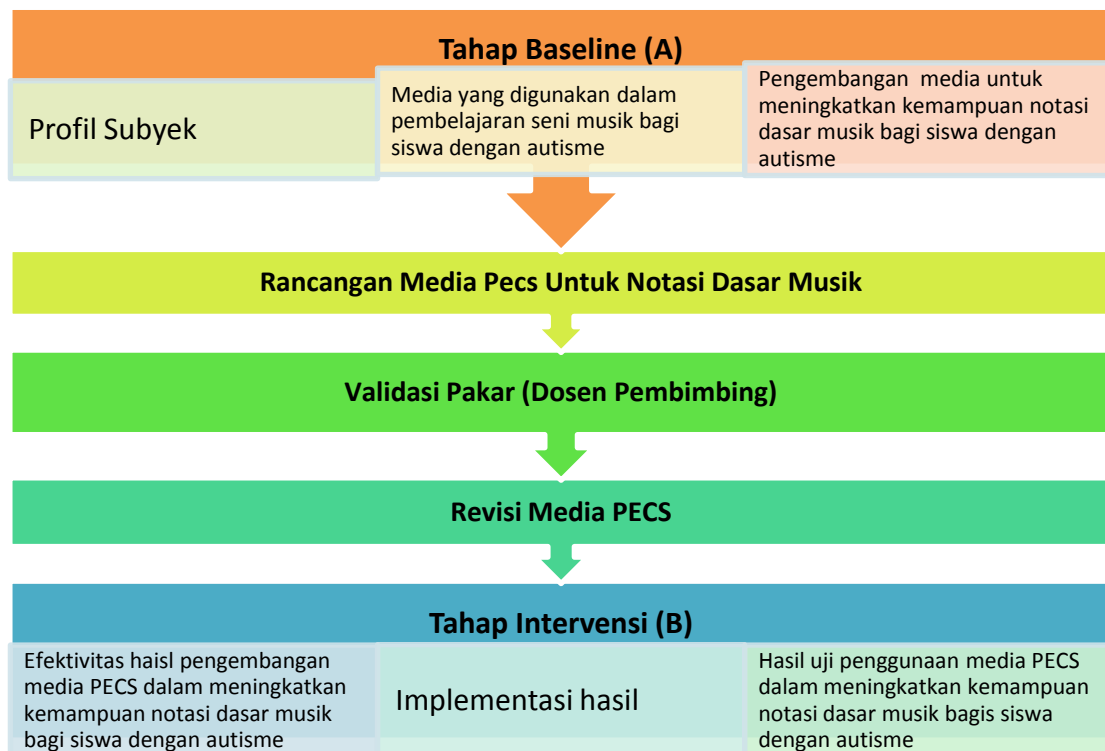 Tahap Baseline (A)
Profil Subyek
Media yang digunakan dalam
pembelajaran seni musik bagi
siswa dengan autisme
Pengembangan media untuk
meningkatkan kemampuan notasi
dasar musik bagi siswa dengan
autisme
Rancangan Media Pecs Untuk Notasi Dasar Musik
Validasi Pakar (Dosen Pembimbing)
Revisi Media PECS
Tahap Intervensi (B)
Efektivitas haisl pengembangan
media PECS dalam meningkatkan
kemampuan notasi dasar musik
bagi siswa dengan autisme
Implementasi hasil
Hasil uji penggunaan media PECS
dalam meningkatkan kemampuan
notasi dasar musik bagis siswa
dengan autisme